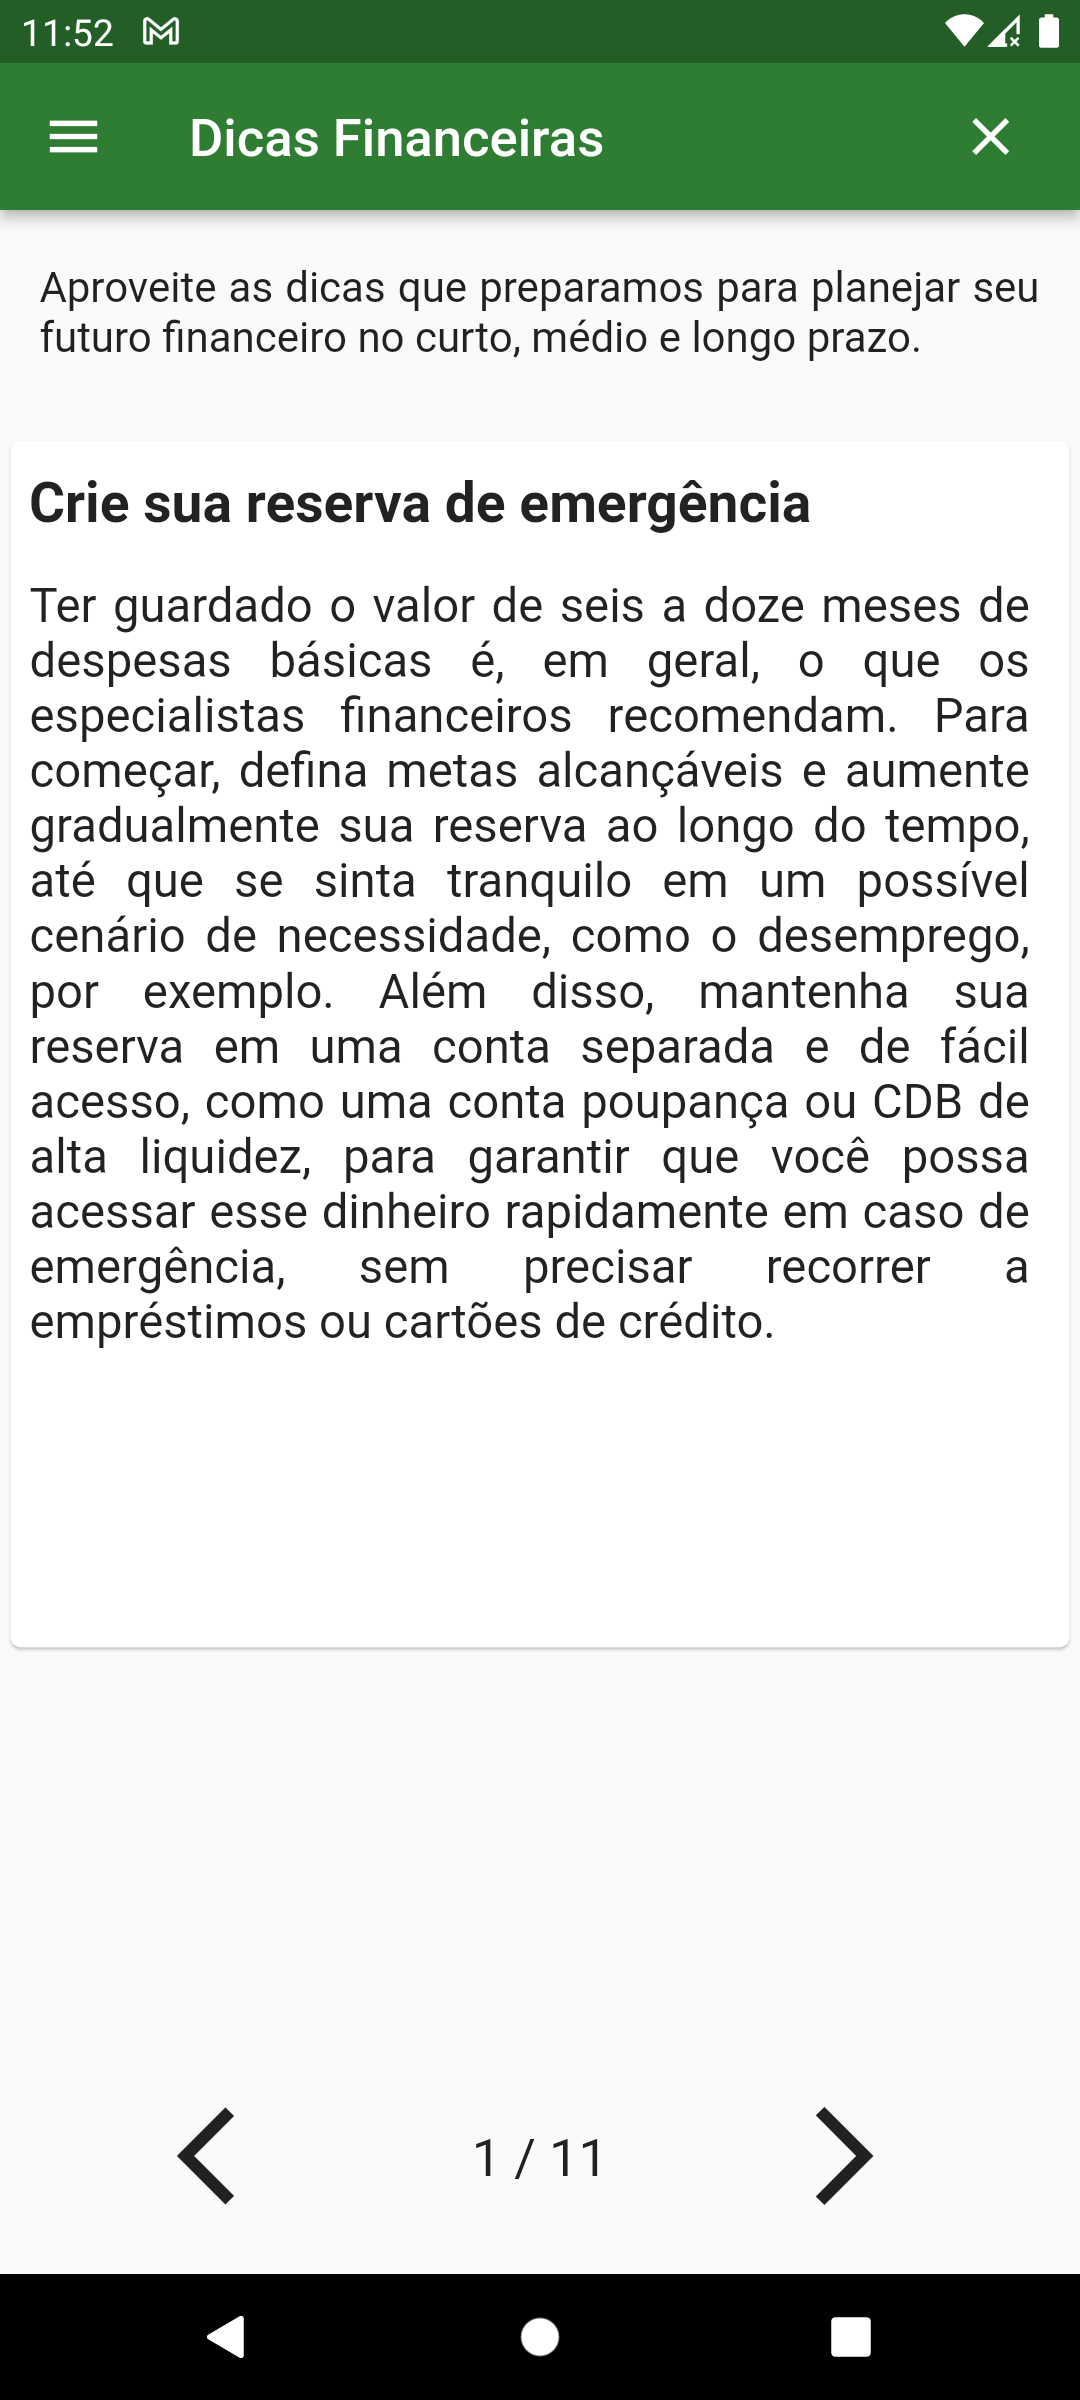 11:52
Dicas Financeiras
Aproveite as dicas que preparamos para planejar seu
futuro financeiro no curto, médio e longo prazo.
Crie sua reserva de emergência
Ter guardado o valor de seis a doze meses de
despesas básicas é, em geral, o que os
especialistas financeiros recomendam. Para
começar, defina metas alcançáveis e aumente
gradualmente sua reserva ao longo do tempo,
até que se sinta tranquilo em um possível
cenário de necessidade, como o desemprego,
por exemplo. Além disso, mantenha sua
reserva em uma conta separada e de fácil
acesso, como uma conta poupança ou CDB de
alta liquidez, para garantir que você possa
acessar esse dinheiro rapidamente em caso de
emergência, sem precisar recorrer a
empréstimos ou cartões de crédito.
1 / 11